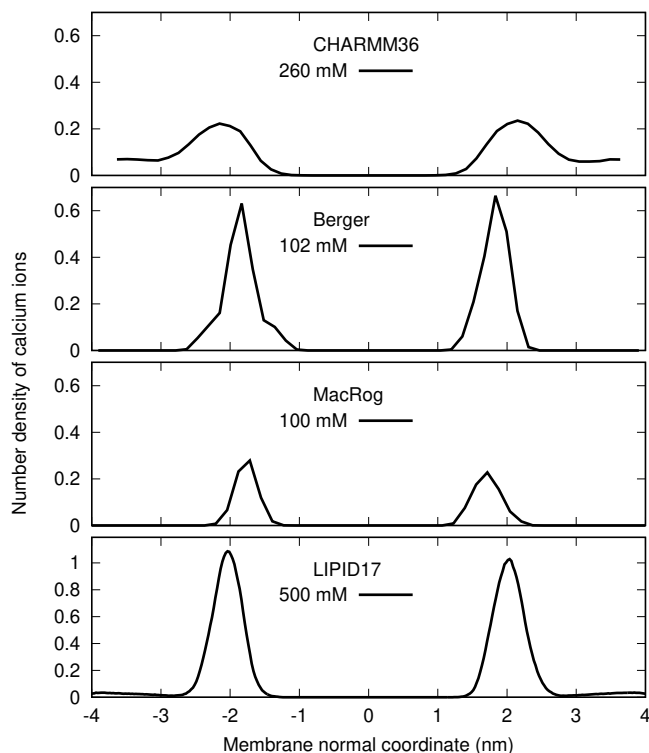 Number density of calcium ions
0.6
0.4
0.2
0
CHARMM36
260 mM
0.6
0.4
0.2
0
Berger
102 mM
0.6
0.4
0.2
0
MacRog
100 mM
1
0.8
0.6
0.4
0.2
0
LIPID17
500 mM
-4 -3 -2 -1 0 1 2 3 4
Membrane normal coordinate (nm)